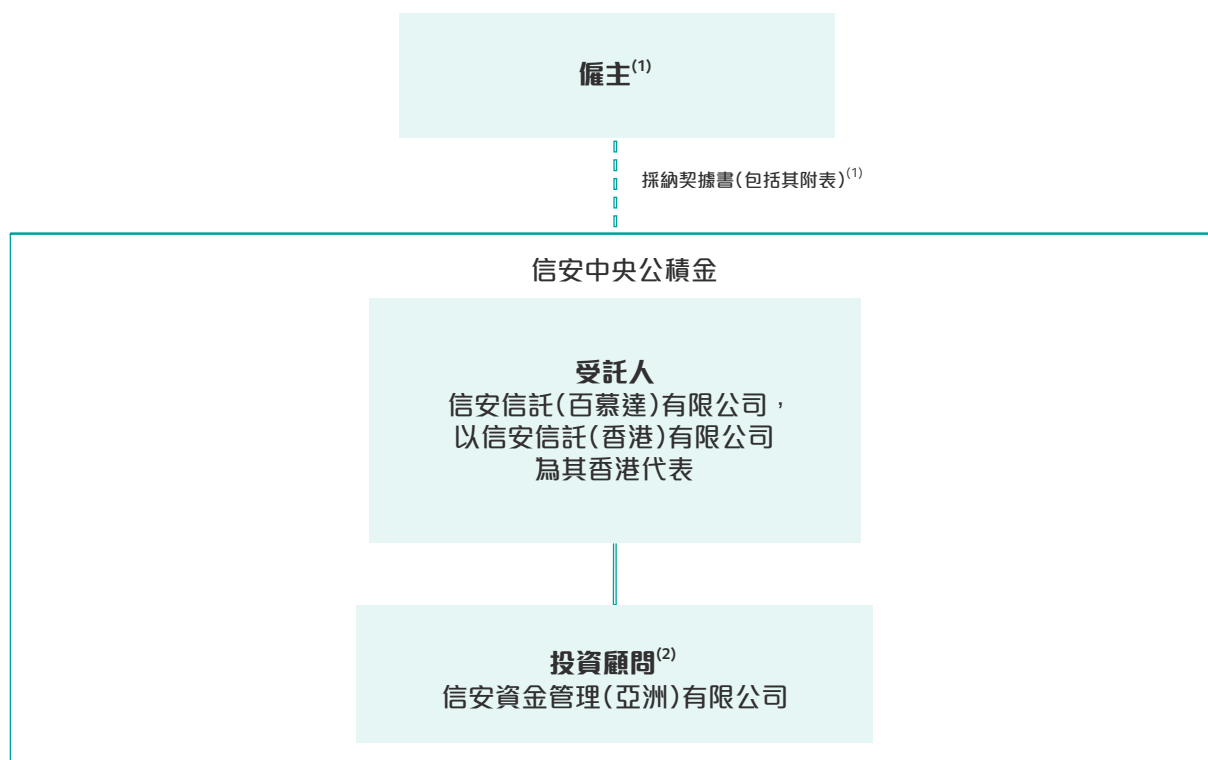 僱主(1)
採納契據書(包括其附表)(1)
信安中央公積金
受託人
信安信託(百慕達)有限公司，
以信安信託(香港)有限公司
為其香港代表
投資顧問(2)
信安資金管理(亞洲)有限公司